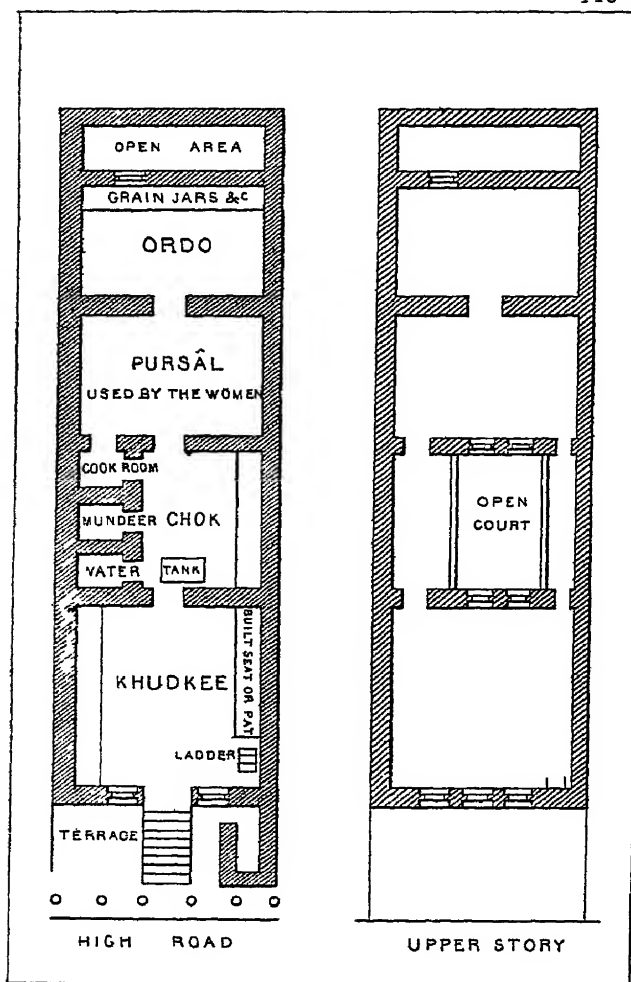 OPEN AREA
GRAIN JARS &c
ORDO
PURSÂL
USED BY THE WOMEN
COOK ROOM
MUNDEER
CHOK
VATER
TANK
KHUDKEE
BUILT SEAT OR PAT
LADDER
TERRAGE
HIGH ROAD
OPEN
COURT
UPPER STORY